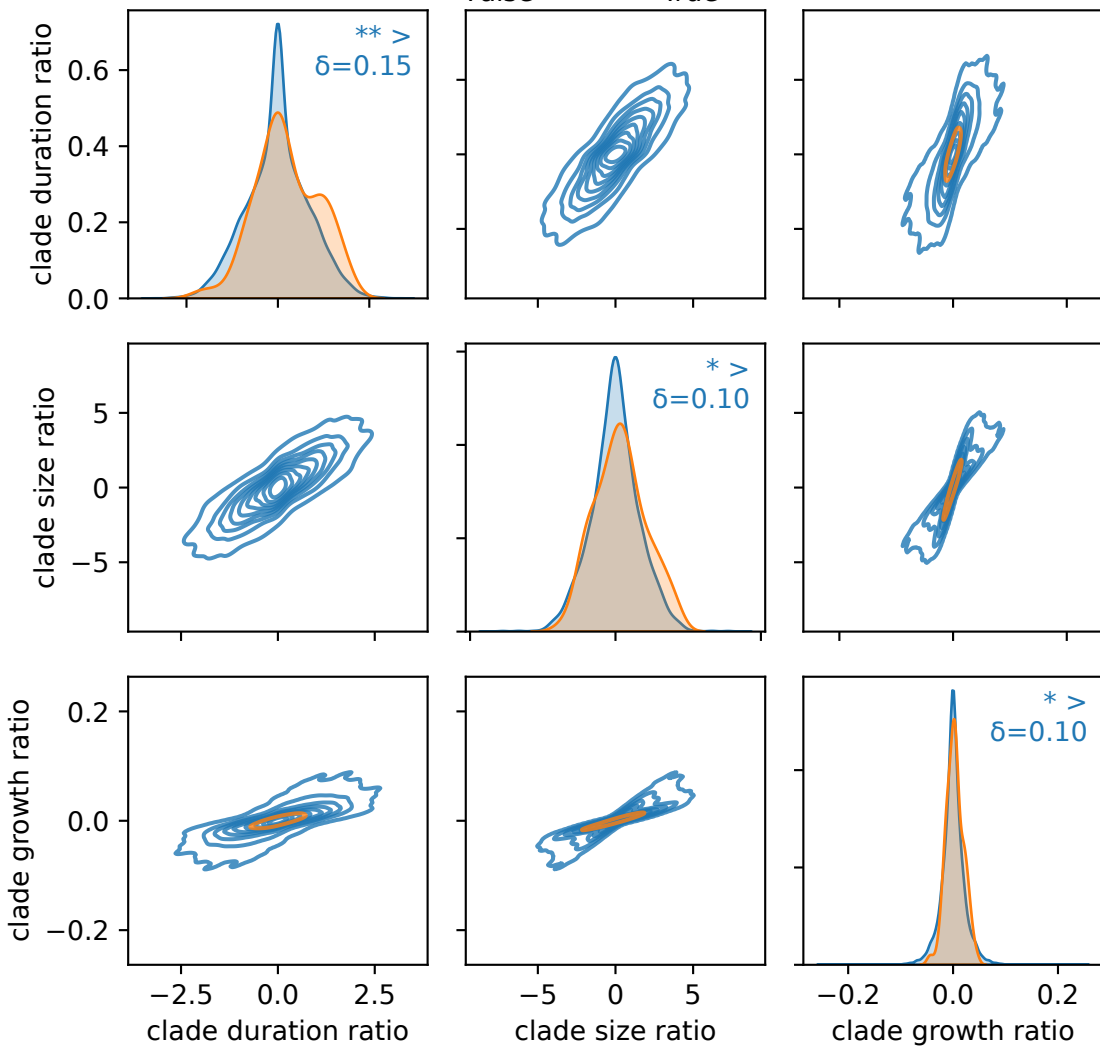 clade duration ratio
0.6
0.4
0.2
0.0
** >
δ=0.15
clade size ratio
5
0
−5
* >
δ=0.10
clade growth ratio
0.2
0.0
−0.2
* >
δ=0.10
−2.5 0.0 2.5
−5 0 5
−0.2 0.0 0.2
clade duration ratio
clade size ratio
clade growth ratio